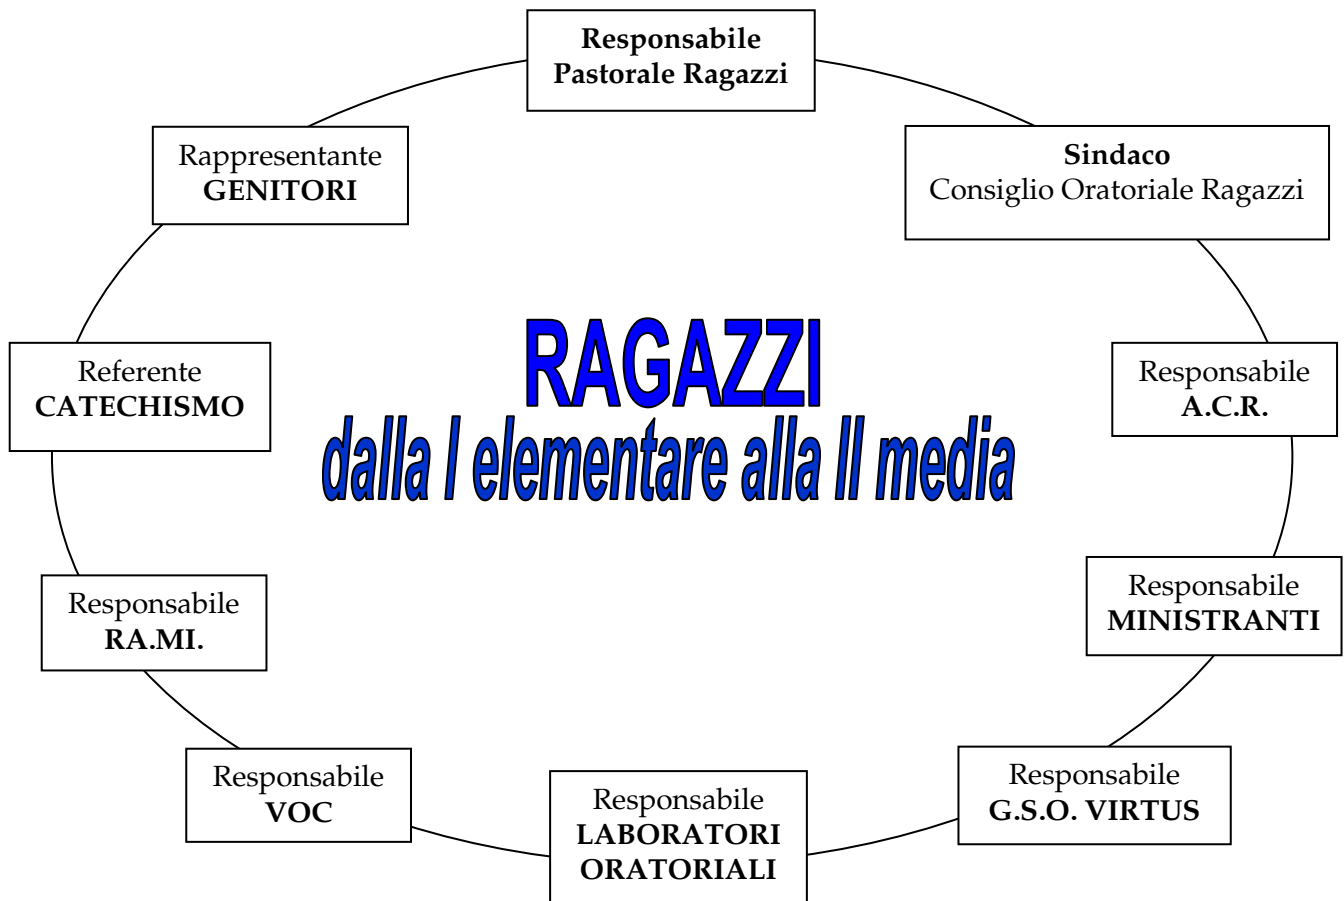 Responsabile
Pastorale Ragazzi
Rappresentante
GENITORI
Sindaco
Consiglio Oratoriale Ragazzi
Referente
CATECHISMO
RAGAZZI
dalla I elementare alla II media
Responsabile
A.C.R.
Responsabile
RA.MI.
Responsabile
MINISTRANTI
Responsabile
VOC
Responsabile
LABORATORI
ORATORIALI
Responsabile
G.S.O. VIRTUS